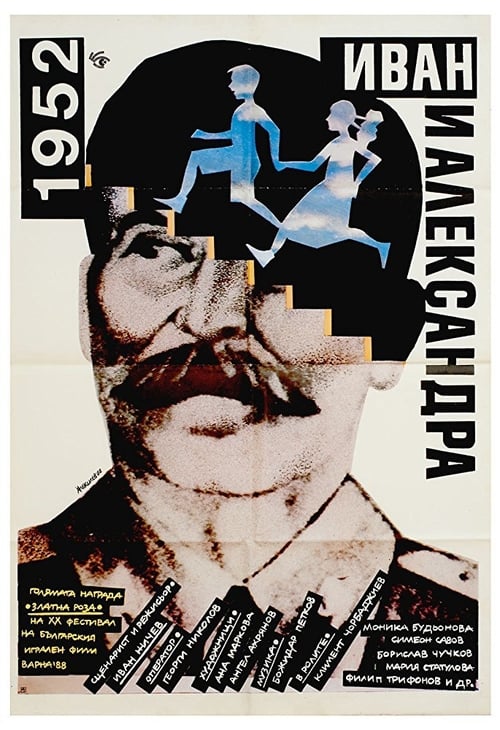 1952
ИВАН
И АЛЕКСАНДРА
ГОЛЯМАТА НАГРАДА
•ЗЛАТНА РОЗА•
НА XX ФЕСТИВАЛ
НА БЪЛГАРСКИЯ
ИГРАЕН ФИЛМ
ВАРНА'88
СЦЕНАРИСТ И РЕЖИСЬОР•
ИВАН НИЧЕВ
ОПЕРАТОР•
ГЕОРГИ НИКОЛОВ
ХУДОЖНИЦИ•
АНА МАРКОВА
АНГЕЛ АХРЯНОВ
МУЗИКА•
БОЖИДАР ПЕТКОВ
В РОЛИТЕ•
КЛИМЕНТ ЧОРБАДЖИЕВ
МОНИКА БУДЬОНОВА
СИМЕОН САВОВ
БОРИСЛАВ ЧУЧКОВ
МАРИЯ СТАТУЛОВА
ФИЛИП ТРИФОНОВ И ДР.